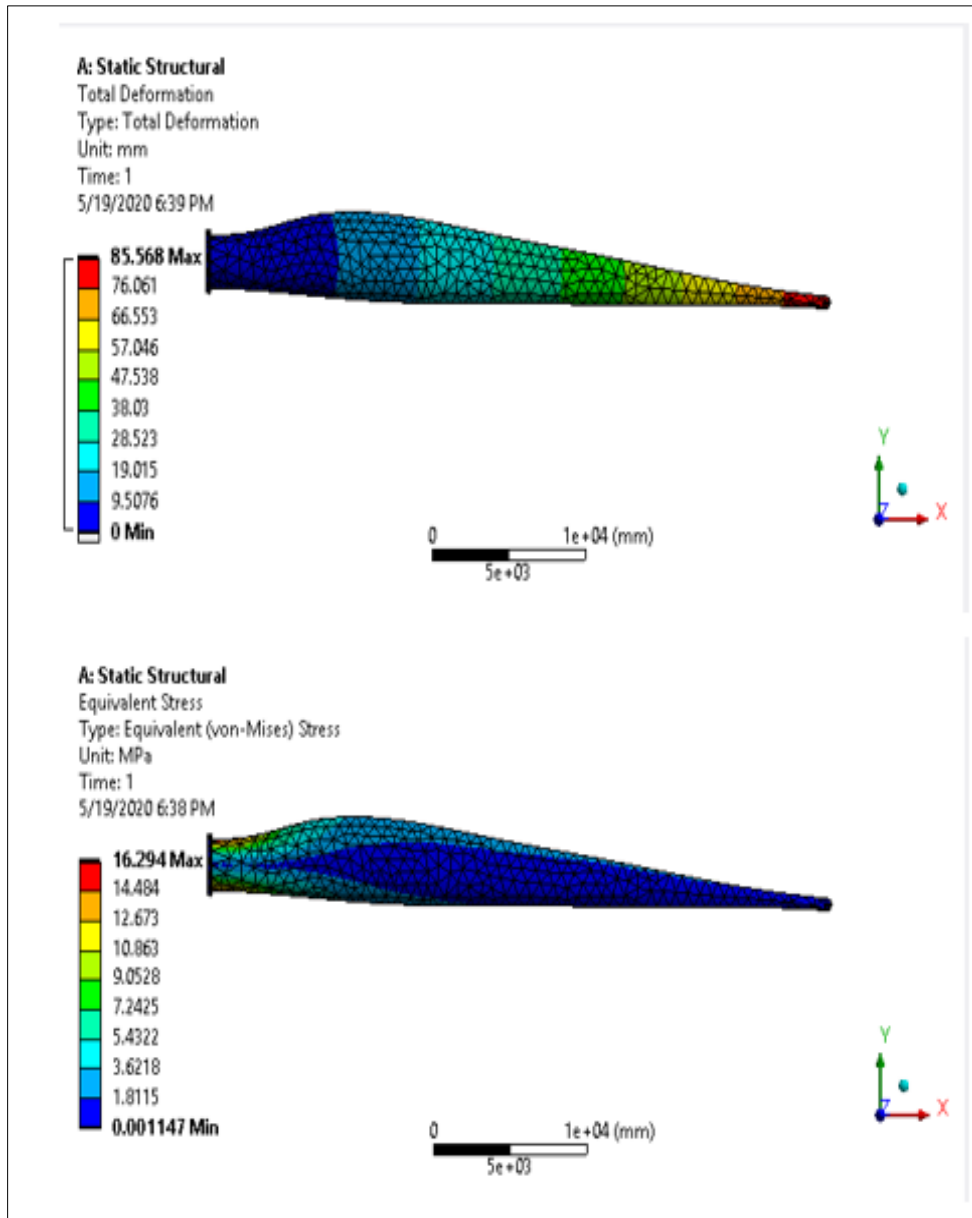 A: Static Structural
Total Deformation
Type: Total Deformation
Unit: mm
Time: 1
5/19/2020 6:39 PM
85.568 Max
76.061
66.553
57.046
47.538
38.03
28.523
19.015
9.5076
0 Min
0
1e+04 (mm)
5e+03
Y
Z
X
A: Static Structural
Equivalent Stress
Type: Equivalent (von-Mises) Stress
Unit: MPa
Time: 1
5/19/2020 6:38 PM
16.294 Max
14.484
12.673
10.863
9.0528
7.2425
5.4322
3.6218
1.8115
0.001147 Min
0
1e+04 (mm)
5e+03
Y
Z
X